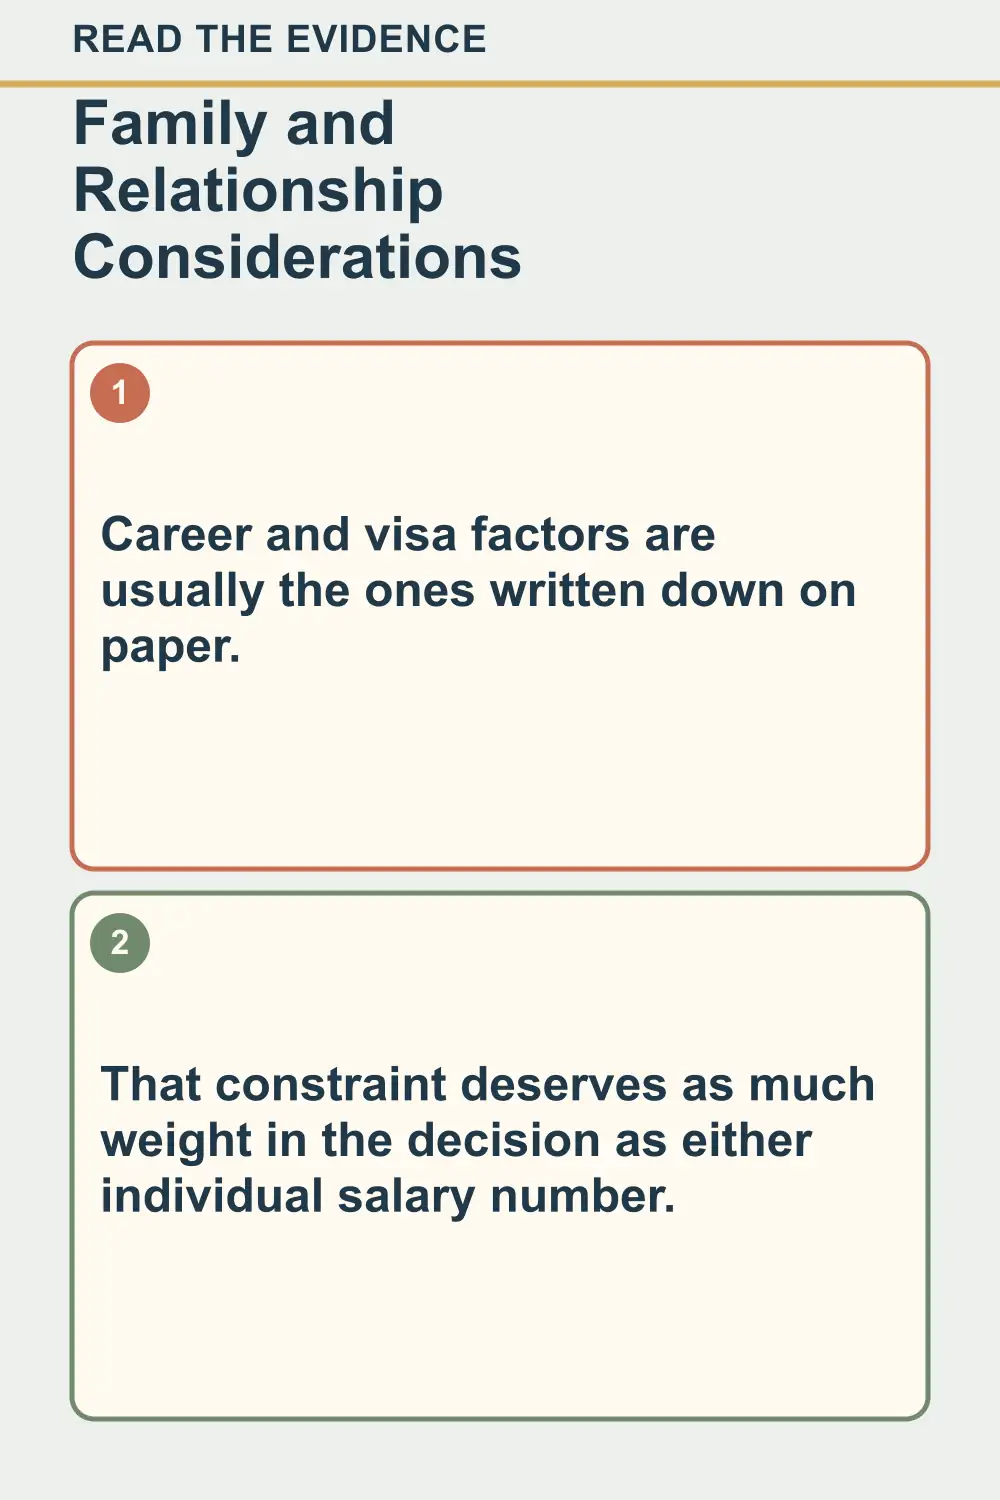 READ THE EVIDENCE
Family and
Relationship
Considerations
1
Career and visa factors are
usually the ones written down on
paper.
2
That constraint deserves as much
weight in the decision as either
individual salary number.